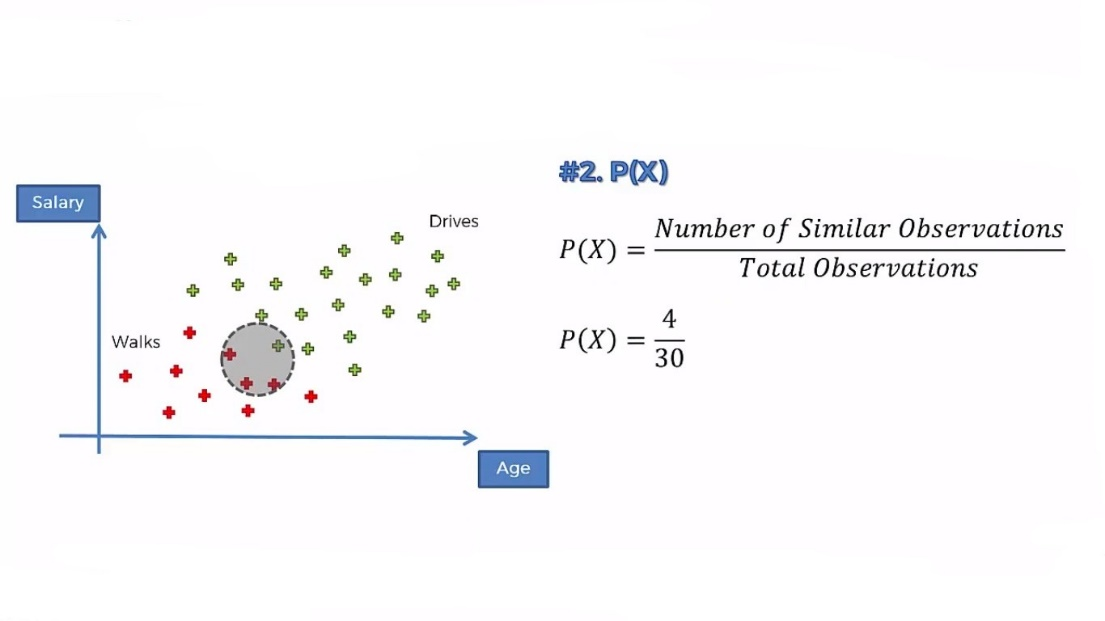 Salary
Drives
Walks
Age
#2. P(X)
P(X) = Number of Similar Observations / Total Observations
P(X) = 4 / 30